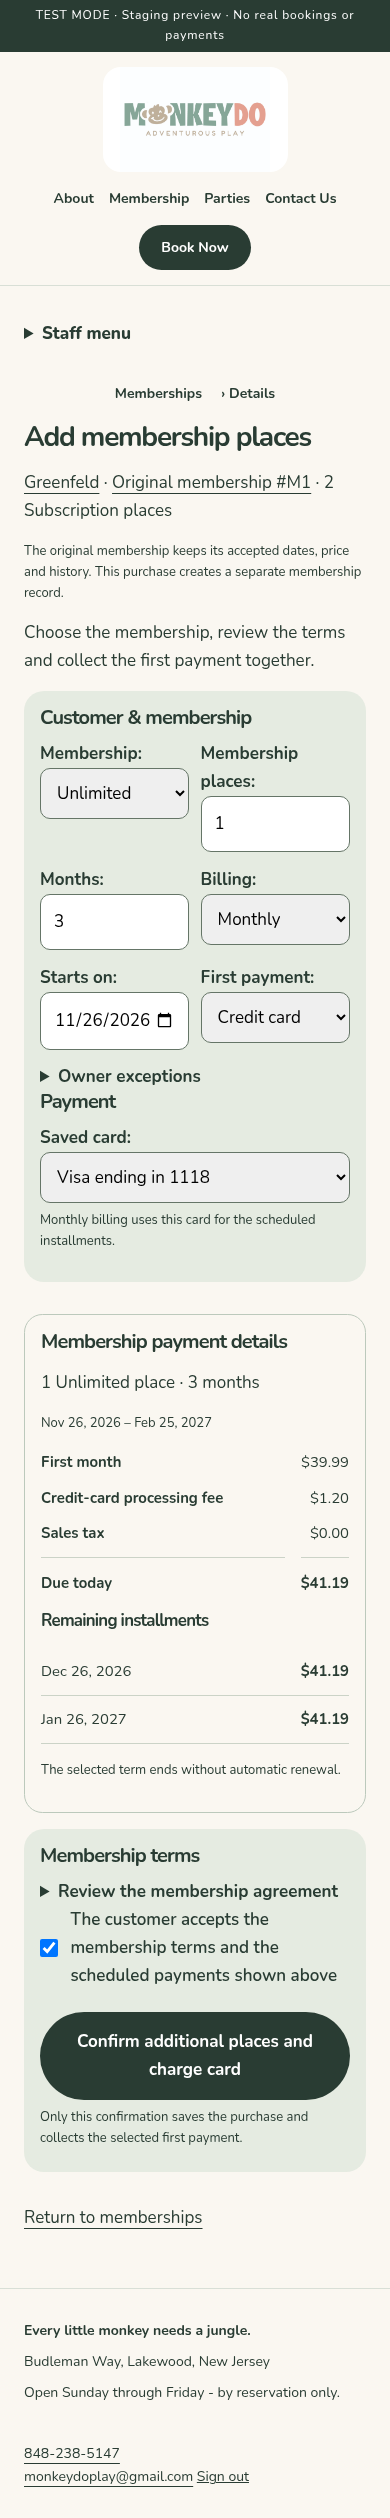 TEST MODE · Staging preview · No real bookings or
payments
MONKEYDO
ADVENTUROUS PLAY
About Membership Parties Contact Us
Book Now
Staff menu
Memberships › Details
Add membership places
Greenfeld · Original membership #M1 · 2
Subscription places
The original membership keeps its accepted dates, price
and history. This purchase creates a separate membership
record.
Choose the membership, review the terms
and collect the first payment together.
Customer & membership
Membership:
Unlimited
Membership
places:
1
Months:
3
Billing:
Monthly
Starts on:
11/26/2026
First payment:
Credit card
Owner exceptions
Payment
Saved card:
Visa ending in 1118
Monthly billing uses this card for the scheduled
installments.
Membership payment details
1 Unlimited place · 3 months
Nov 26, 2026 – Feb 25, 2027
First month $39.99
Credit-card processing fee $1.20
Sales tax $0.00
Due today $41.19
Remaining installments
Dec 26, 2026 $41.19
Jan 26, 2027 $41.19
The selected term ends without automatic renewal.
Membership terms
Review the membership agreement
The customer accepts the
membership terms and the
scheduled payments shown above
Confirm additional places and
charge card
Only this confirmation saves the purchase and
collects the selected first payment.
Return to memberships
Every little monkey needs a jungle.
Budleman Way, Lakewood, New Jersey
Open Sunday through Friday - by reservation only.
848-238-5147
monkeydoplay@gmail.com Sign out